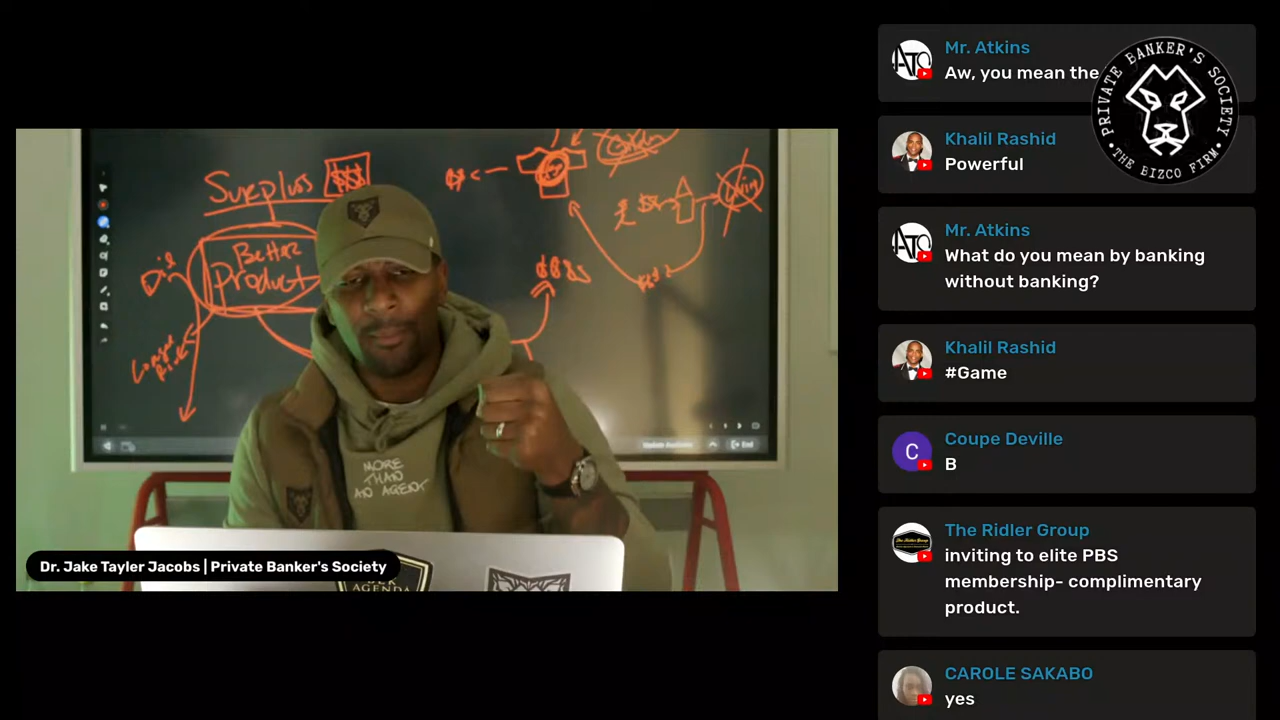 Surplus $$$
Better
Product
MORE
THAN
AN AGENT
Dr. Jake Tayler Jacobs | Private Banker's Society
AGENDA
End
Mr. Atkins
Aw, you mean the
PRIVATE BANKER'S SOCIETY
• THE BIZCO FIRM •
Khalil Rashid
Powerful
Mr. Atkins
What do you mean by banking
without banking?
Khalil Rashid
#Game
C
Coupe Deville
B
The Ridler Group
inviting to elite PBS
membership- complimentary
product.
CAROLE SAKABO
yes